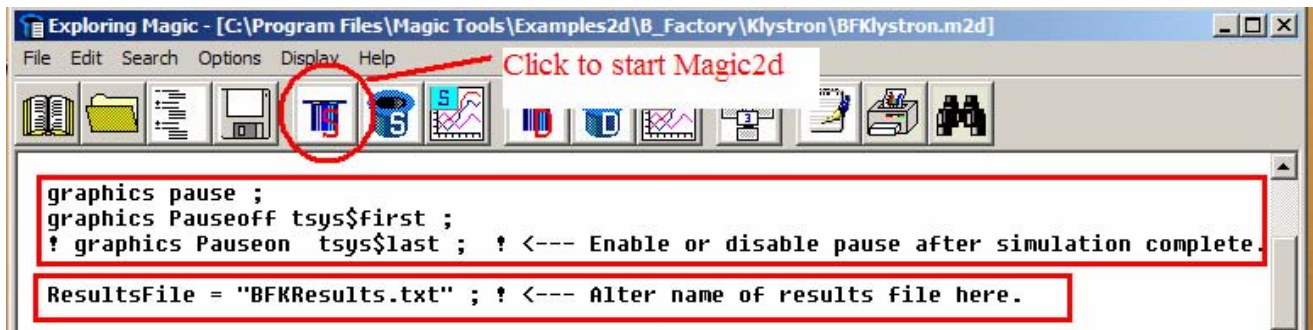 Exploring Magic - [C:\Program Files\Magic Tools\Examples2d\B_Factory\Klystron\BFKlystron.m2d]
File Edit Search Options Display Help
Click to start Magic2d
S S S D D 3
graphics pause ;
graphics Pauseoff tsys$first ;
! graphics Pauseon tsys$last ; ! <--- Enable or disable pause after simulation complete.
ResultsFile = "BFKResults.txt" ; ! <--- Alter name of results file here.